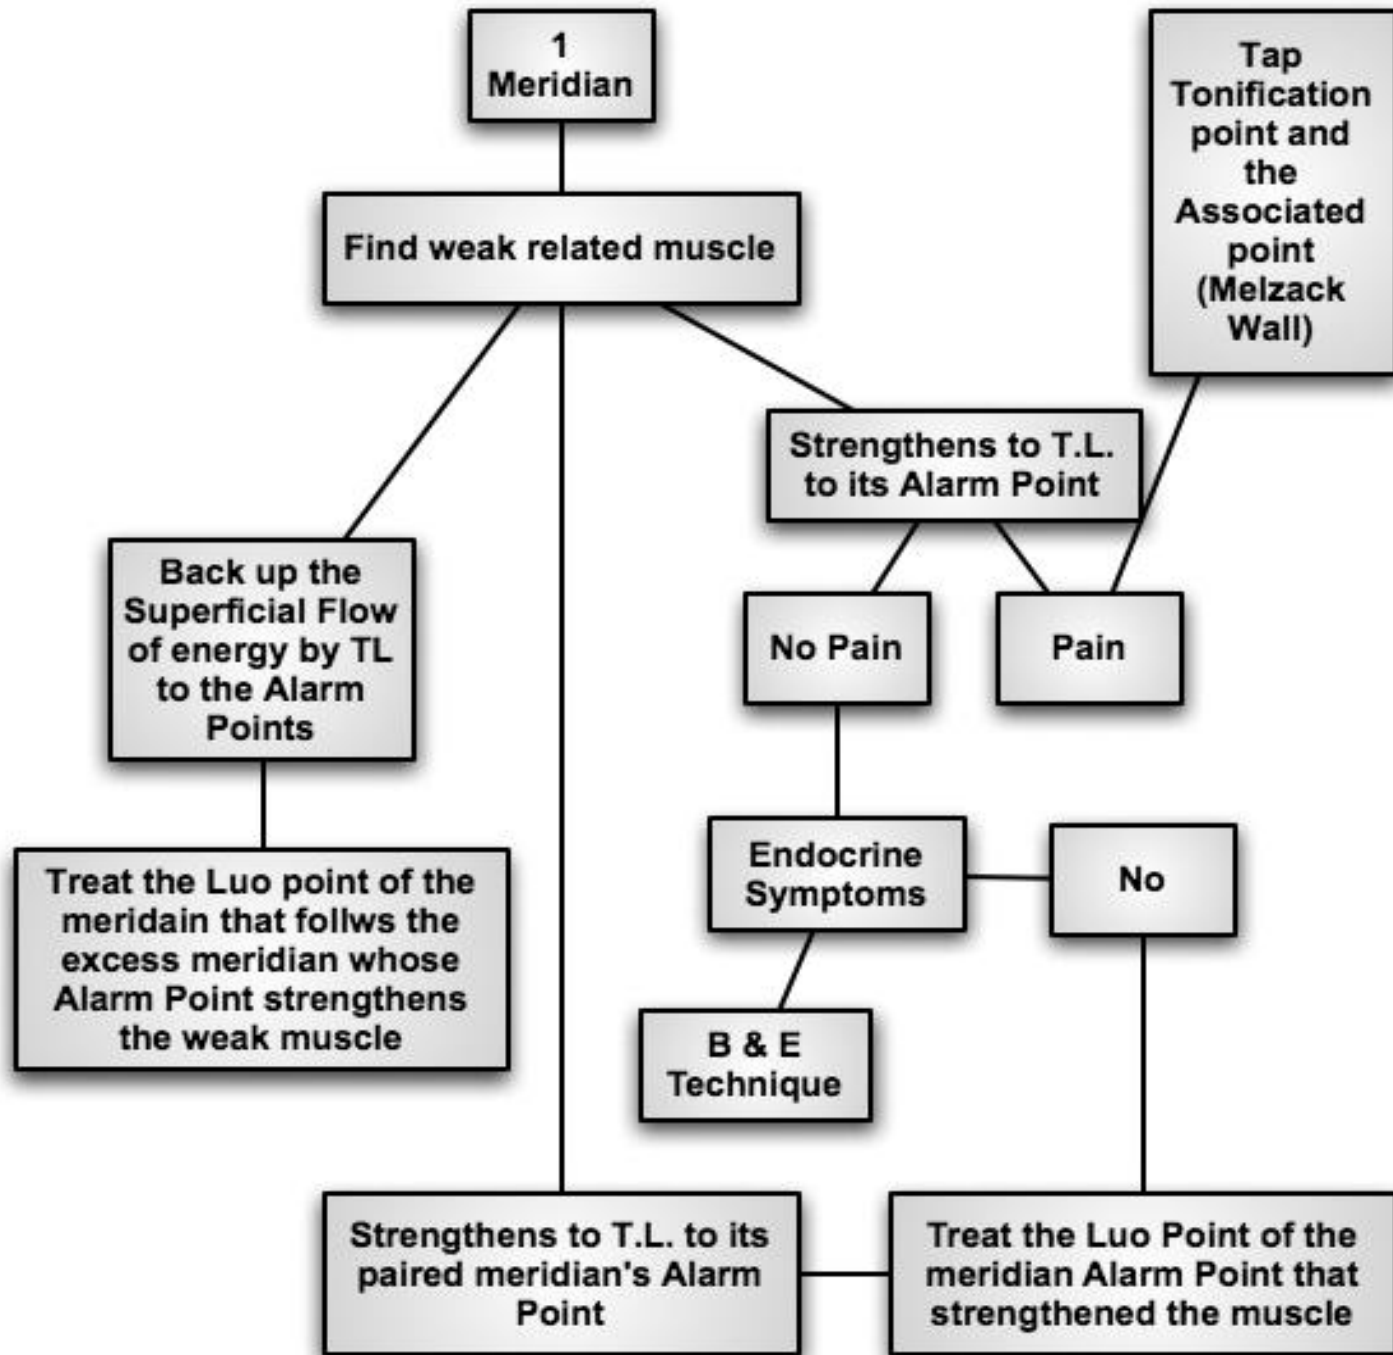 1
Meridian
Tap
Tonification
point and
the
Associated
point
(Melzack
Wall)
Find weak related muscle
Strengthens to T.L.
to its Alarm Point
Back up the
Superficial Flow
of energy by TL
to the Alarm
Points
No Pain
Pain
Treat the Luo point of the
meridain that follws the
excess meridian whose
Alarm Point strengthens
the weak muscle
Endocrine
Symptoms
No
B & E
Technique
Strengthens to T.L. to its
paired meridian's Alarm
Point
Treat the Luo Point of the
meridian Alarm Point that
strengthened the muscle